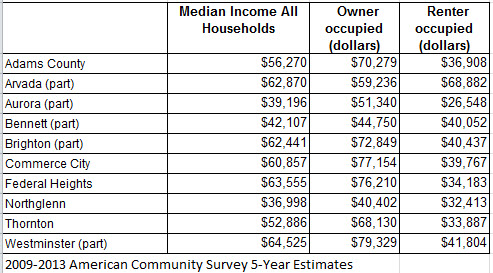 Median Income All Households Owner occupied (dollars) Renter occupied (dollars)
Adams County $56,270 $70,279 $36,908
Arvada (part) $62,870 $59,236 $68,882
Aurora (part) $39,196 $51,340 $26,548
Bennett (part) $42,107 $44,750 $40,052
Brighton (part) $62,441 $72,849 $40,437
Commerce City $60,857 $77,154 $39,767
Federal Heights $63,555 $76,210 $34,183
Northglenn $36,998 $40,402 $32,413
Thornton $52,886 $68,130 $33,887
Westminster (part) $64,525 $79,329 $41,804
2009-2013 American Community Survey 5-Year Estimates